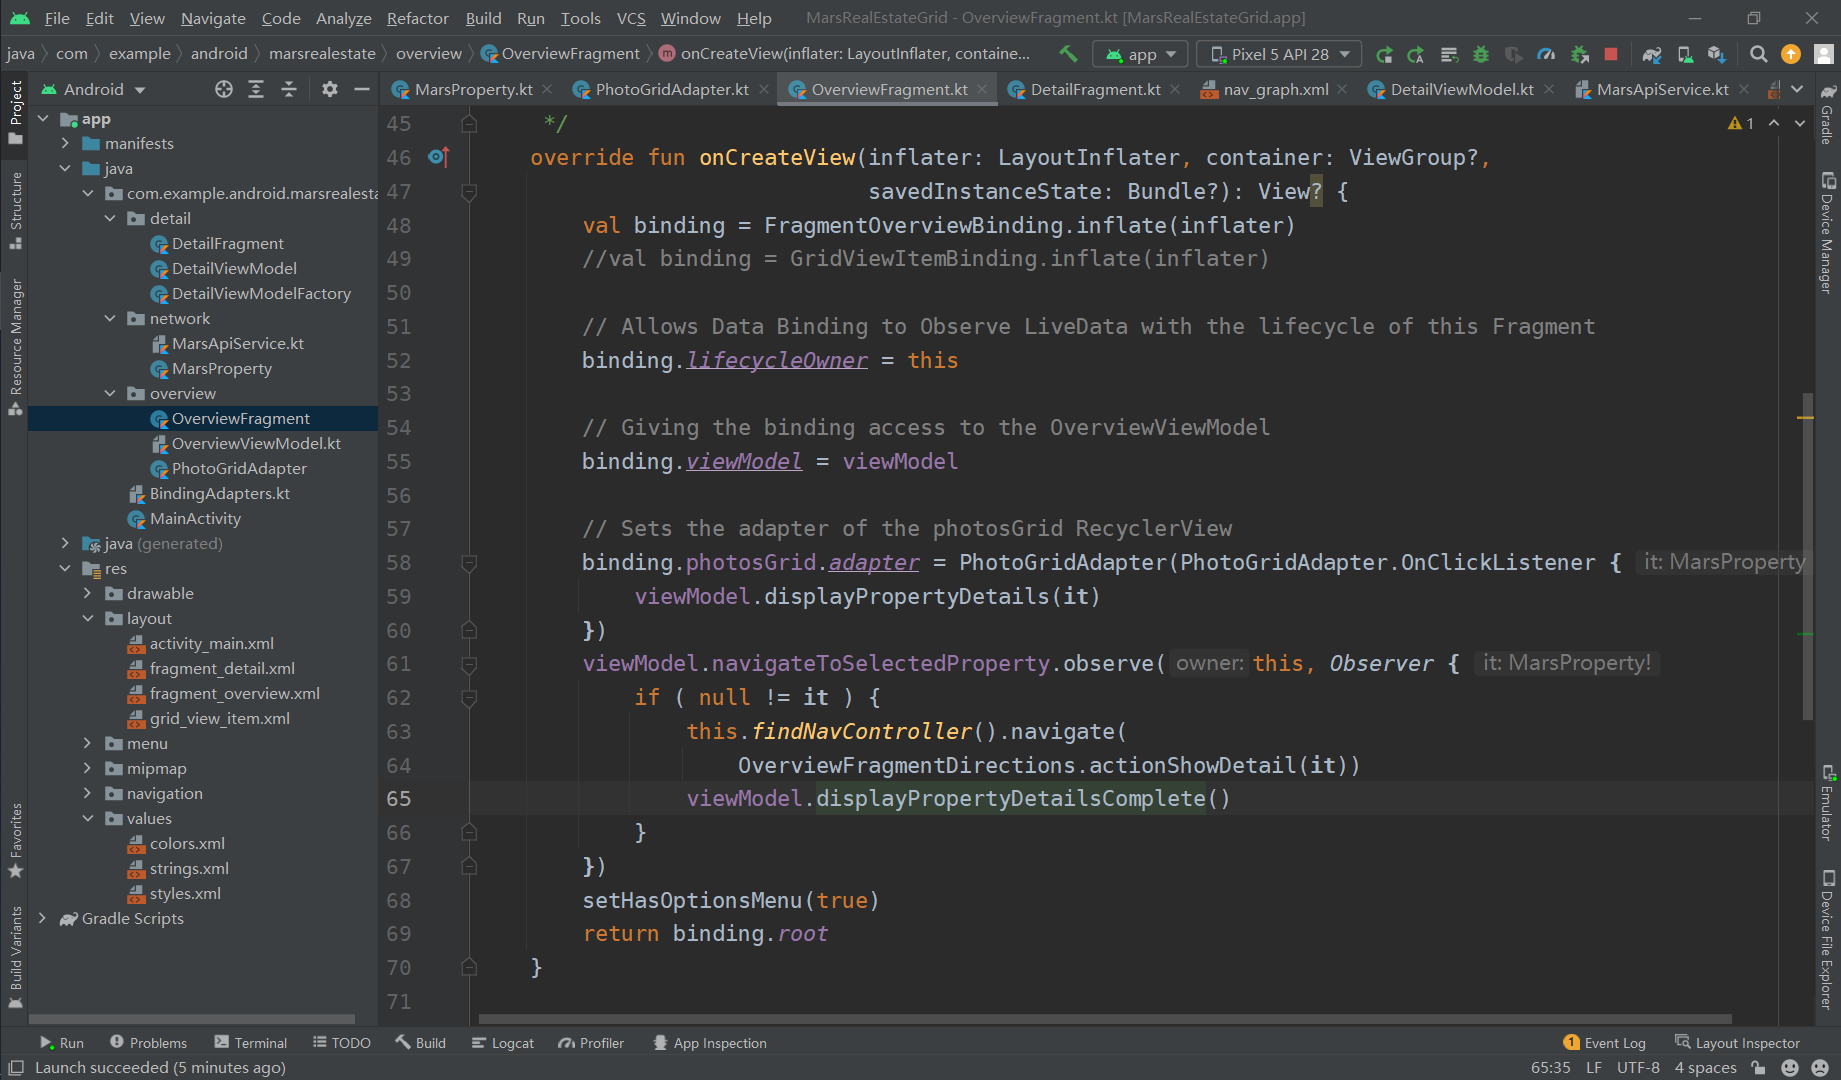 File Edit View Navigate Code Analyze Refactor Build Run Tools VCS Window Help MarsRealEstateGrid - OverviewFragment.kt [MarsRealEstateGrid.app]
java com example android marsrealestate overview OverviewFragment onCreateView(inflater: LayoutInflater, containe... app Pixel 5 API 28
Android MarsProperty.kt PhotoGridAdapter.kt OverviewFragment.kt DetailFragment.kt nav_graph.xml DetailViewModel.kt MarsApiService.kt
Project
Structure
Resource Manager
Favorites
Build Variants
app
manifests
java
com.example.android.marsrealesta
detail
DetailFragment
DetailViewModel
DetailViewModelFactory
network
MarsApiService.kt
MarsProperty
overview
OverviewFragment
OverviewViewModel.kt
PhotoGridAdapter
BindingAdapters.kt
MainActivity
java (generated)
res
drawable
layout
activity_main.xml
fragment_detail.xml
fragment_overview.xml
grid_view_item.xml
menu
mipmap
navigation
values
colors.xml
strings.xml
styles.xml
Gradle Scripts
1
45 */
46 override fun onCreateView(inflater: LayoutInflater, container: ViewGroup?,
47 savedInstanceState: Bundle?): View? {
48 val binding = FragmentOverviewBinding.inflate(inflater)
49 //val binding = GridViewItemBinding.inflate(inflater)
50
51 // Allows Data Binding to Observe LiveData with the lifecycle of this Fragment
52 binding.lifecycleOwner = this
53
54 // Giving the binding access to the OverviewViewModel
55 binding.viewModel = viewModel
56
57 // Sets the adapter of the photosGrid RecyclerView
58 binding.photosGrid.adapter = PhotoGridAdapter(PhotoGridAdapter.OnClickListener { it: MarsProperty
59 viewModel.displayPropertyDetails(it)
60 })
61 viewModel.navigateToSelectedProperty.observe( owner: this, Observer { it: MarsProperty!
62 if ( null != it ) {
63 this.findNavController().navigate(
64 OverviewFragmentDirections.actionShowDetail(it))
65 viewModel.displayPropertyDetailsComplete()
66 }
67 })
68 setHasOptionsMenu(true)
69 return binding.root
70 }
71
Gradle
Device Manager
Emulator
Device File Explorer
Run Problems Terminal TODO Build Logcat Profiler App Inspection 1 Event Log Layout Inspector
Launch succeeded (5 minutes ago) 65:35 LF UTF-8 4 spaces